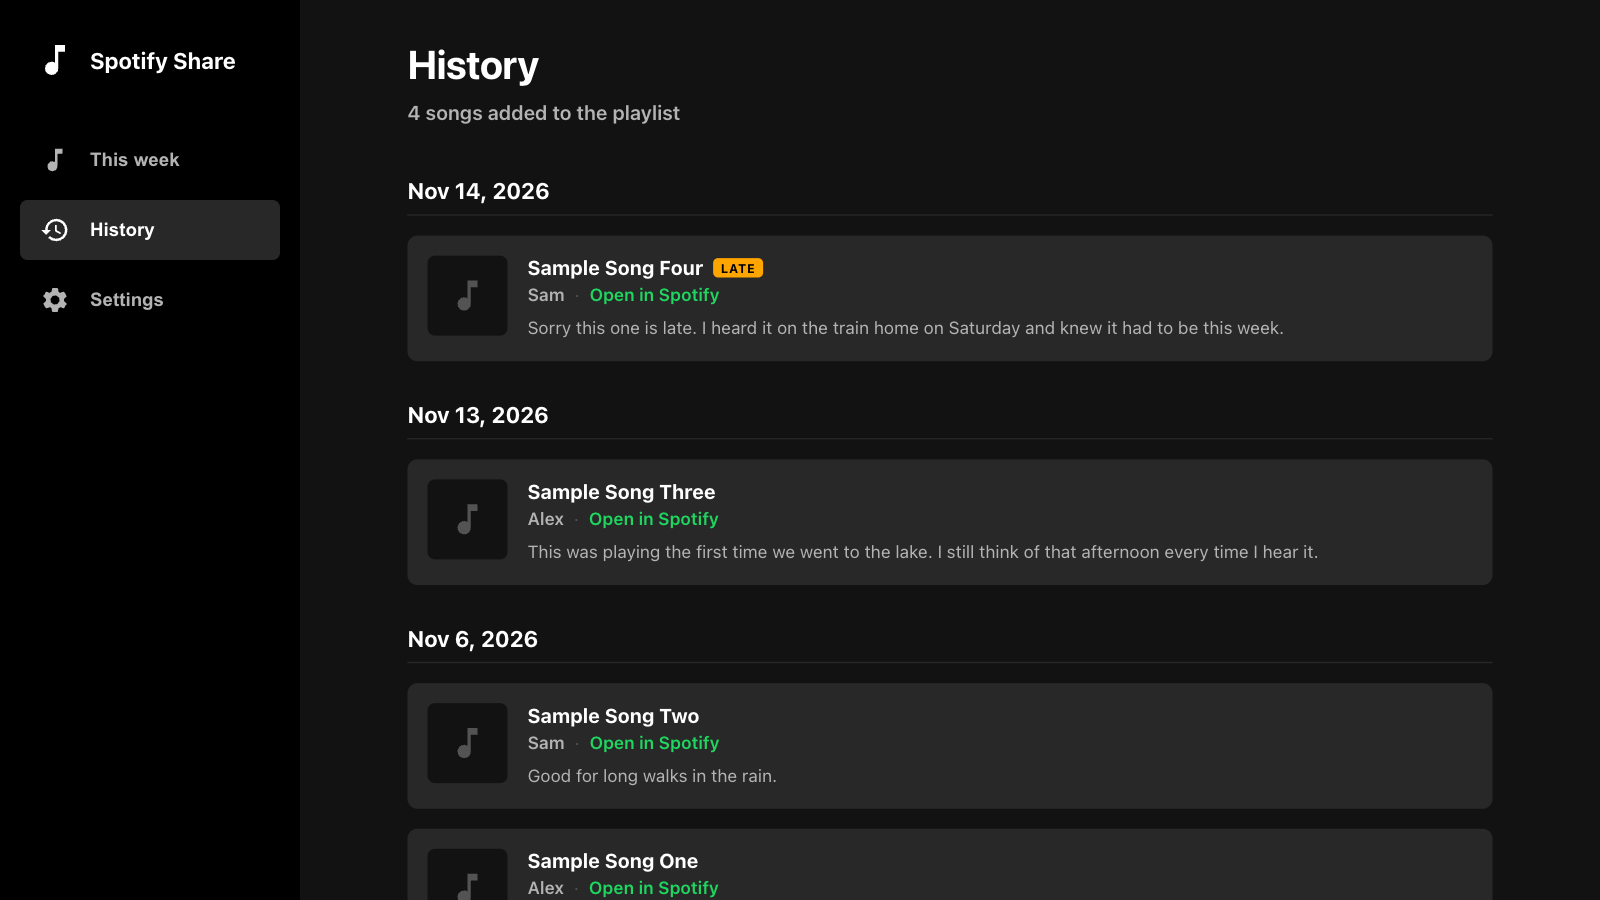 Spotify Share
This week
History
Settings
History
4 songs added to the playlist
Nov 14, 2026
Sample Song Four LATE
Sam · Open in Spotify
Sorry this one is late. I heard it on the train home on Saturday and knew it had to be this week.
Nov 13, 2026
Sample Song Three
Alex · Open in Spotify
This was playing the first time we went to the lake. I still think of that afternoon every time I hear it.
Nov 6, 2026
Sample Song Two
Sam · Open in Spotify
Good for long walks in the rain.
Sample Song One
Alex · Open in Spotify